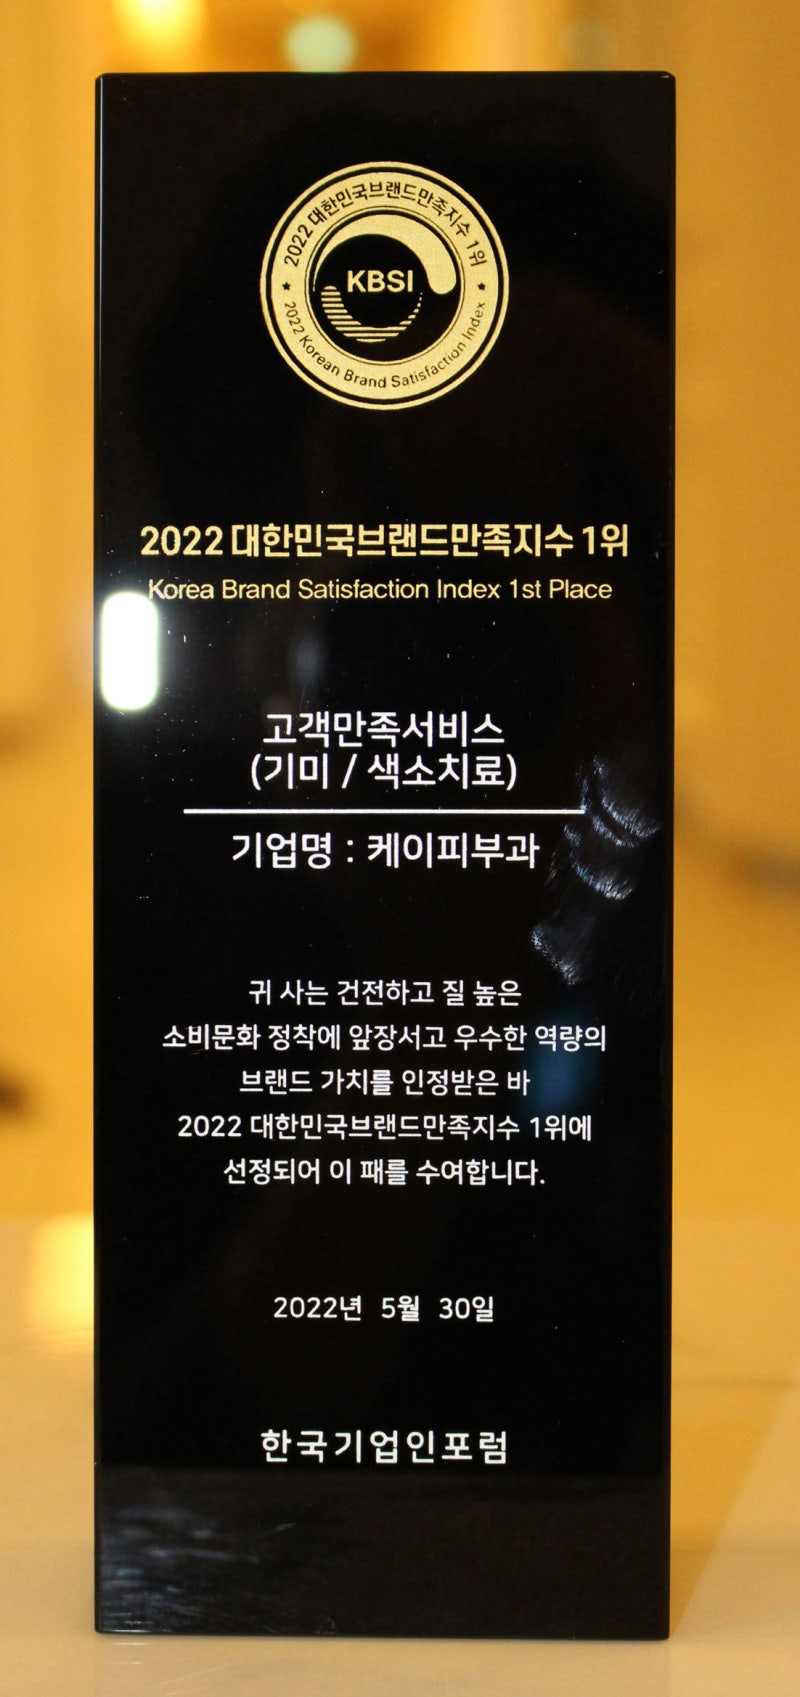 2022 대한민국브랜드만족지수 1위
KBSI
2022 Korean Brand Satisfaction Index
2022 대한민국브랜드만족지수 1위
Korea Brand Satisfaction Index 1st Place
고객만족서비스
(기미 / 색소치료)
기업명 : 케이피부과
귀 사는 건전하고 질 높은
소비문화 정착에 앞장서고 우수한 역량의
브랜드 가치를 인정받은 바
2022 대한민국브랜드만족지수 1위에
선정되어 이 패를 수여합니다.
2022년 5월 30일
한국기업인포럼